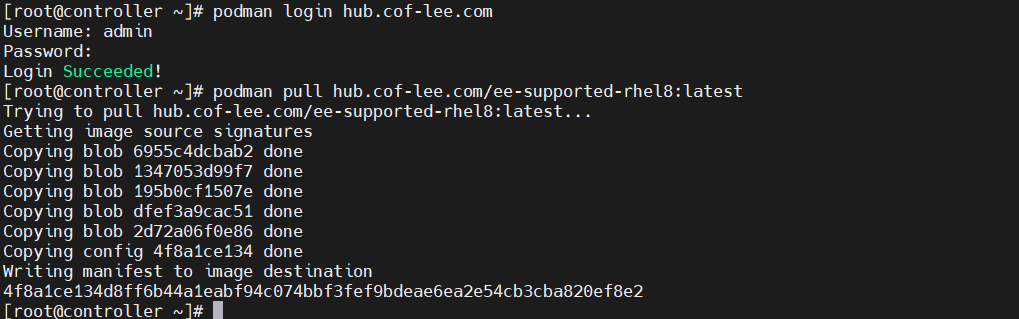 [root@controller ~]# podman login hub.cof-lee.com
Username: admin
Password:
Login Succeeded!
[root@controller ~]# podman pull hub.cof-lee.com/ee-supported-rhel8:latest
Trying to pull hub.cof-lee.com/ee-supported-rhel8:latest...
Getting image source signatures
Copying blob 6955c4dcbab2 done
Copying blob 1347053d99f7 done
Copying blob 195b0cf1507e done
Copying blob dfef3a9cac51 done
Copying blob 2d72a06f0e86 done
Copying config 4f8a1ce134 done
Writing manifest to image destination
4f8a1ce134d8ff6b44a1eabf94c074bbf3fef9bdeae6ea2e54cb3cba820ef8e2
[root@controller ~]#